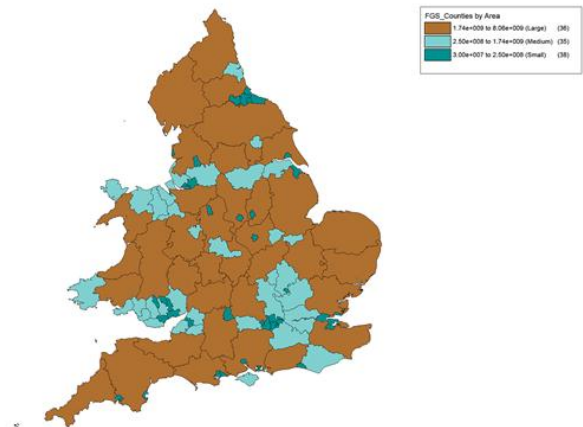 FGS_Counties by Area
1.74e+009 to 8.06e+009 (Large) (36)
2.50e+008 to 1.74e+009 (Medium) (35)
3.00e+007 to 2.50e+008 (Small) (38)